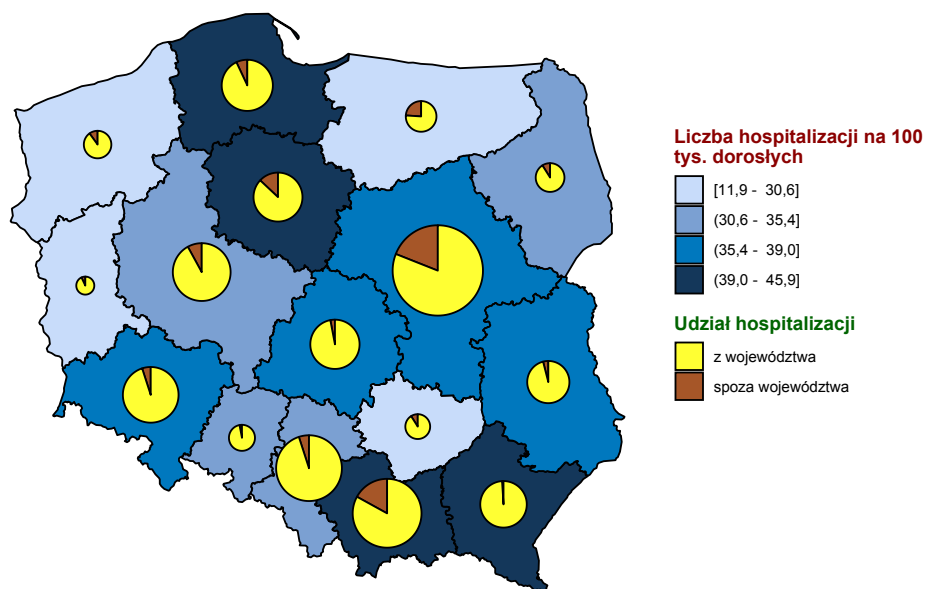 Liczba hospitalizacji na 100
tys. dorosłych
[11,9 - 30,6]
(30,6 - 35,4]
(35,4 - 39,0]
(39,0 - 45,9]
Udział hospitalizacji
z województwa
spoza województwa